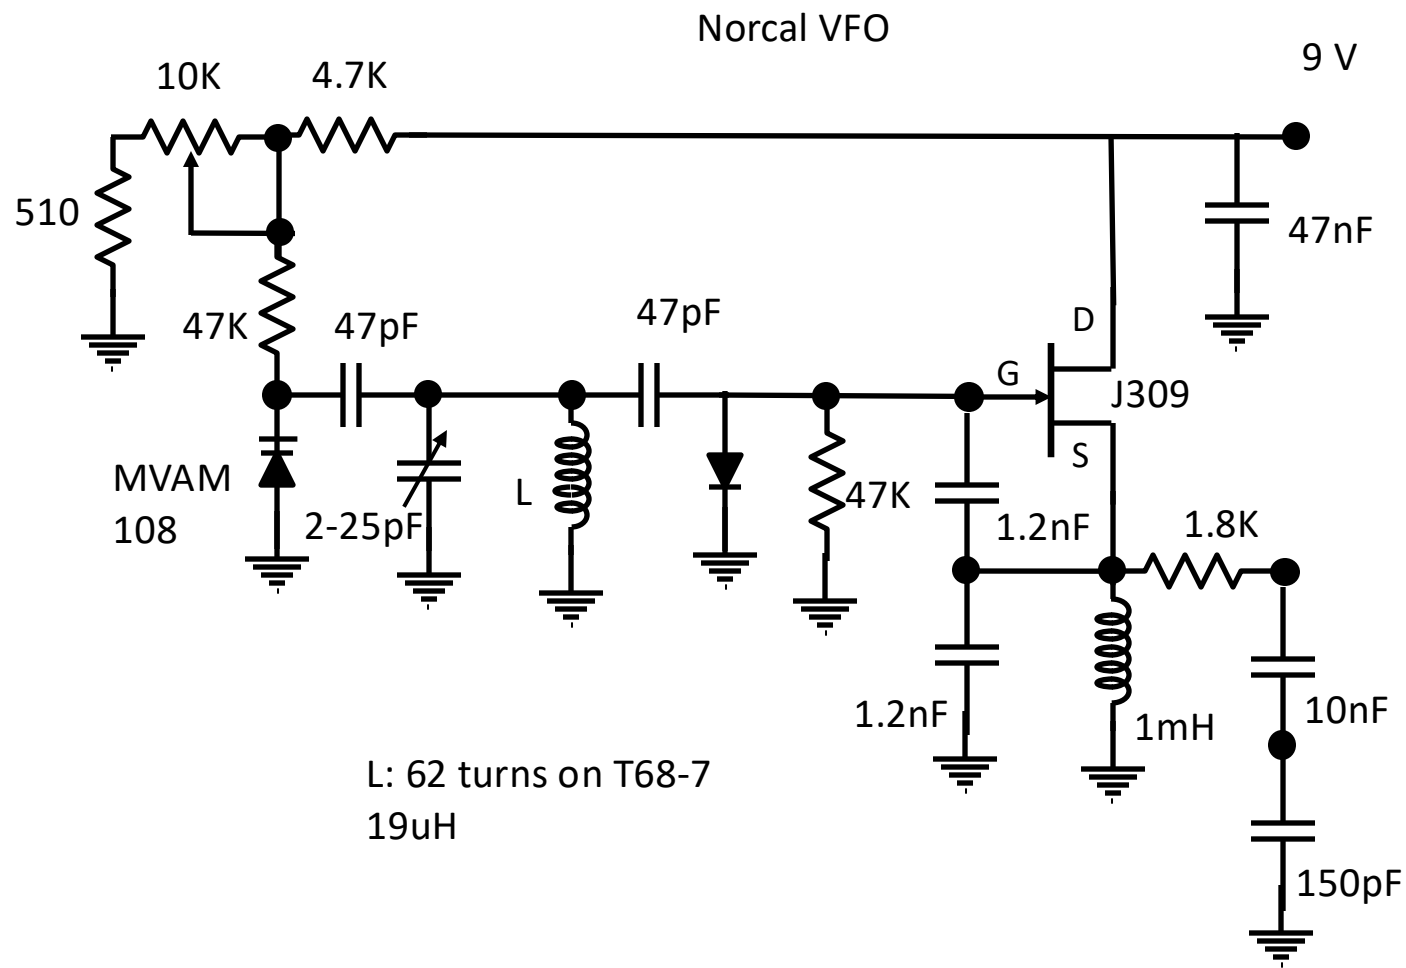 Norcal VFO
9 V
10K
4.7K
510
47nF
47K
47pF
47pF
D
G
J309
S
MVAM
108
2-25pF
L
47K
1.2nF
1.8K
1.2nF
1mH
10nF
L: 62 turns on T68-7
19uH
150pF